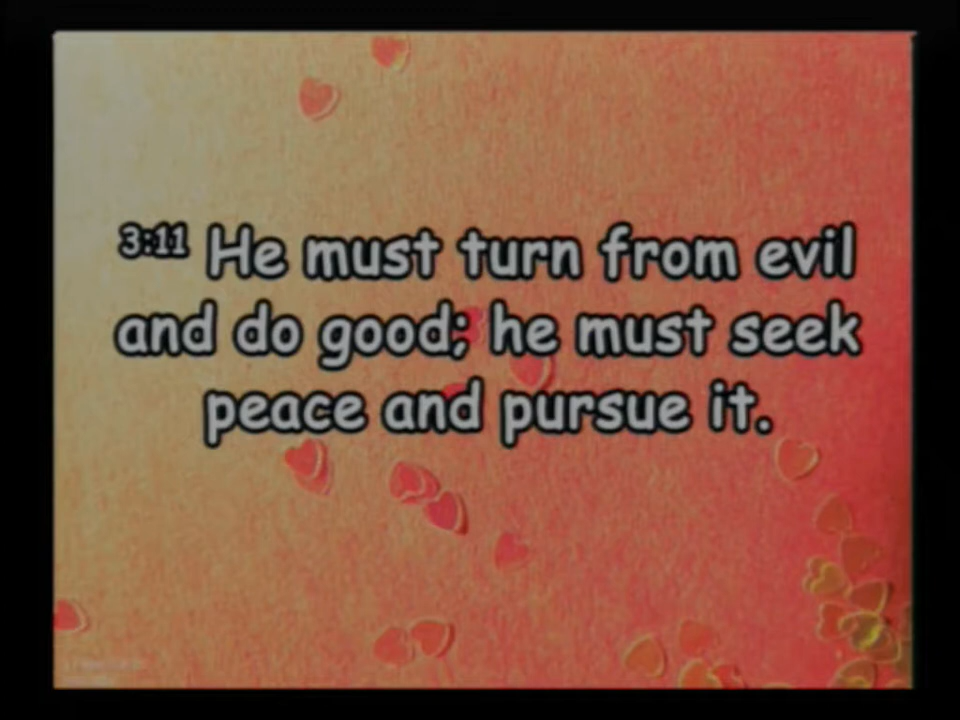 3:11 He must turn from evil
and do good; he must seek
peace and pursue it.